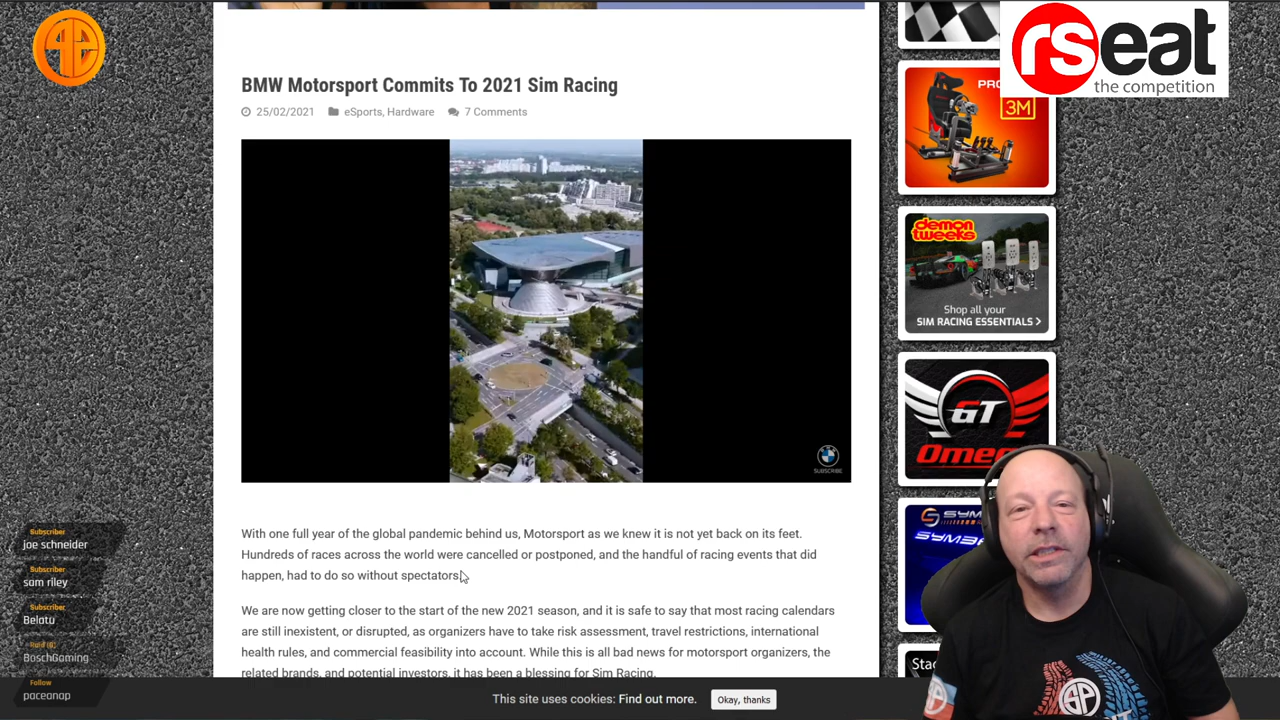 rseat
the competition
BMW Motorsport Commits To 2021 Sim Racing
25/02/2021 eSports, Hardware 7 Comments
PRO
3M
demon
tweeks
Shop all your
SIM RACING ESSENTIALS >
SUBSCRIBE
GT
Omega
With one full year of the global pandemic behind us, Motorsport as we knew it is not yet back on its feet.
Hundreds of races across the world were cancelled or postponed, and the handful of racing events that did
happen, had to do so without spectators.
We are now getting closer to the start of the new 2021 season, and it is safe to say that most racing calendars
are still inexistent, or disrupted, as organizers have to take risk assessment, travel restrictions, international
health rules, and commercial feasibility into account. While this is all bad news for motorsport organizers, the
related brands, and potential investors, it has been a blessing for Sim Racing.
Subscriber
joe schneider
Subscriber
sam riley
Subscriber
Belatu
Raid (6)
BoschGaming
Follow
paceanap
This site uses cookies: Find out more. Okay, thanks